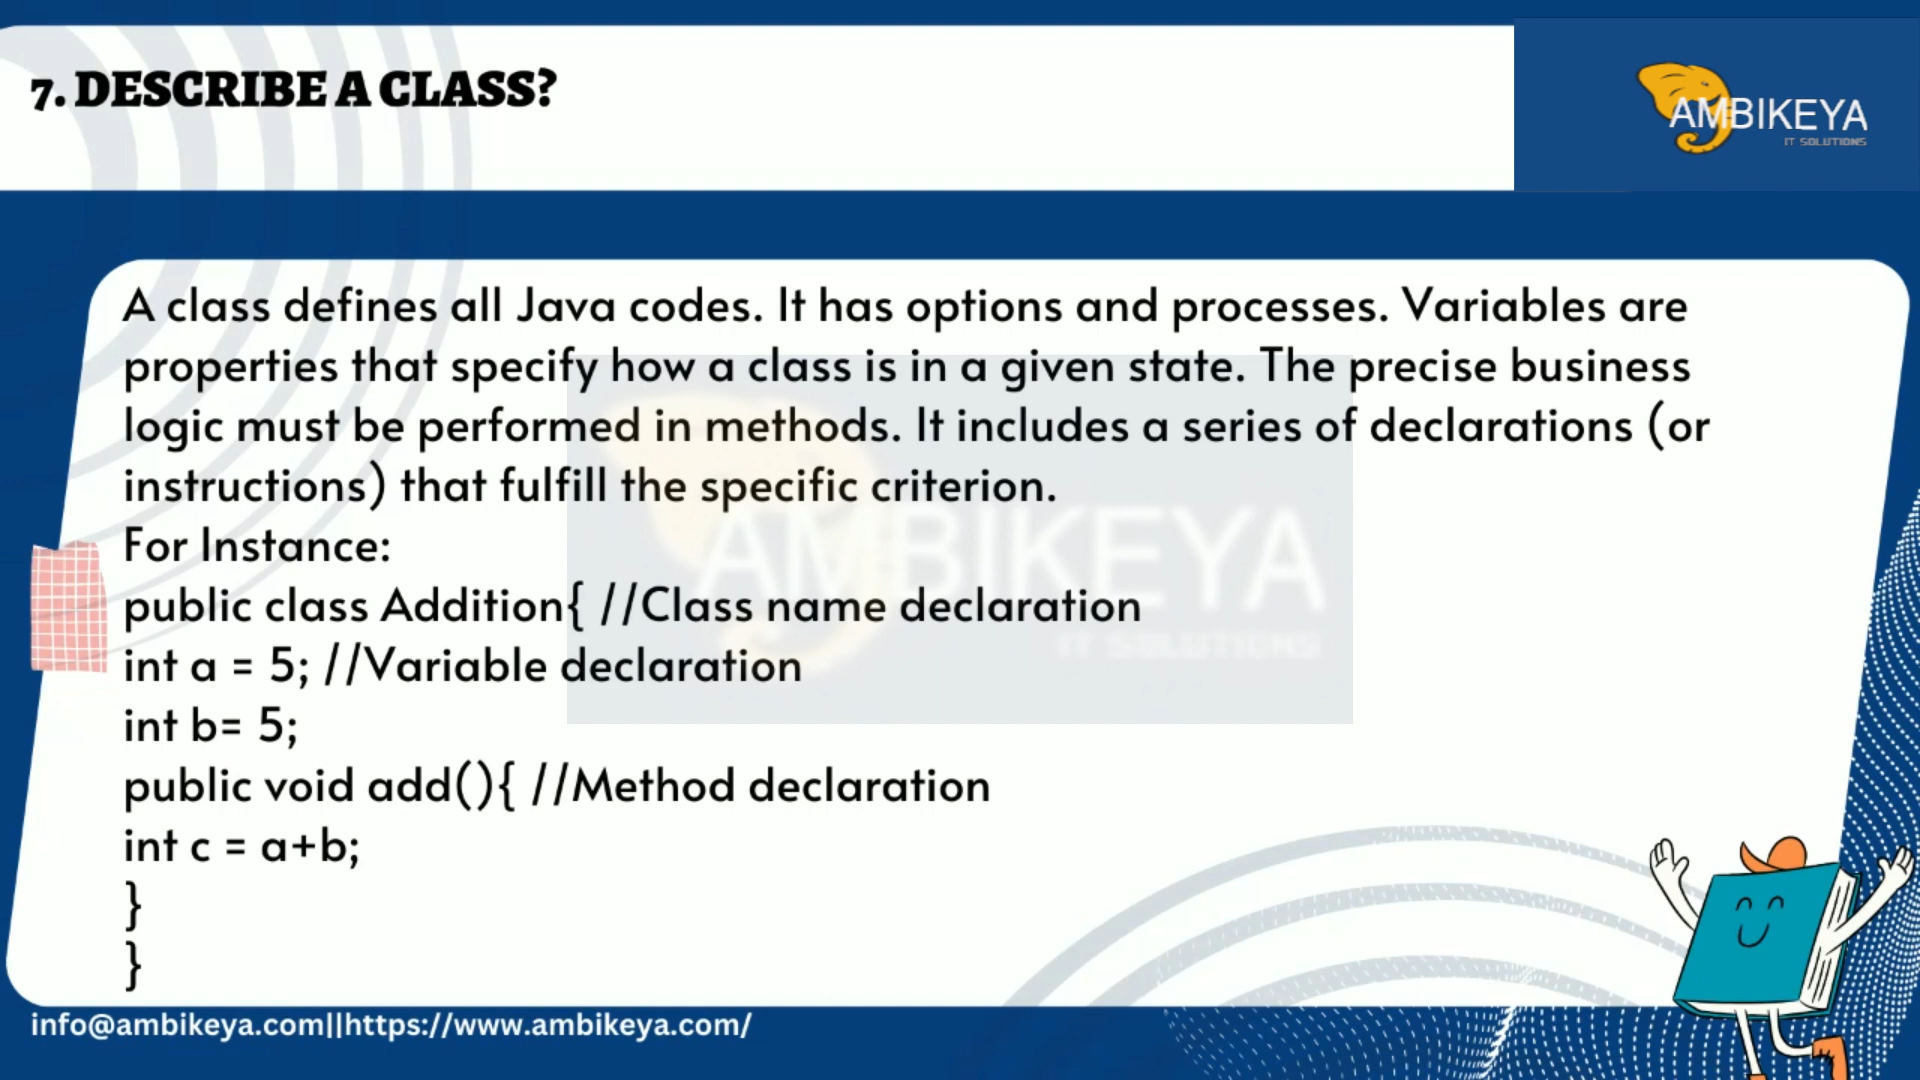 7. DESCRIBE A CLASS?
AMBIKEYA
IT SOLUTIONS
A class defines all Java codes. It has options and processes. Variables are
properties that specify how a class is in a given state. The precise business
logic must be performed in methods. It includes a series of declarations (or
instructions) that fulfill the specific criterion.
For Instance:
public class Addition{ //Class name declaration
int a = 5; //Variable declaration
int b= 5;
public void add(){ //Method declaration
int c = a+b;
}
}
AMBIKEYA
IT SOLUTIONS
info@ambikeya.com||https://www.ambikeya.com/